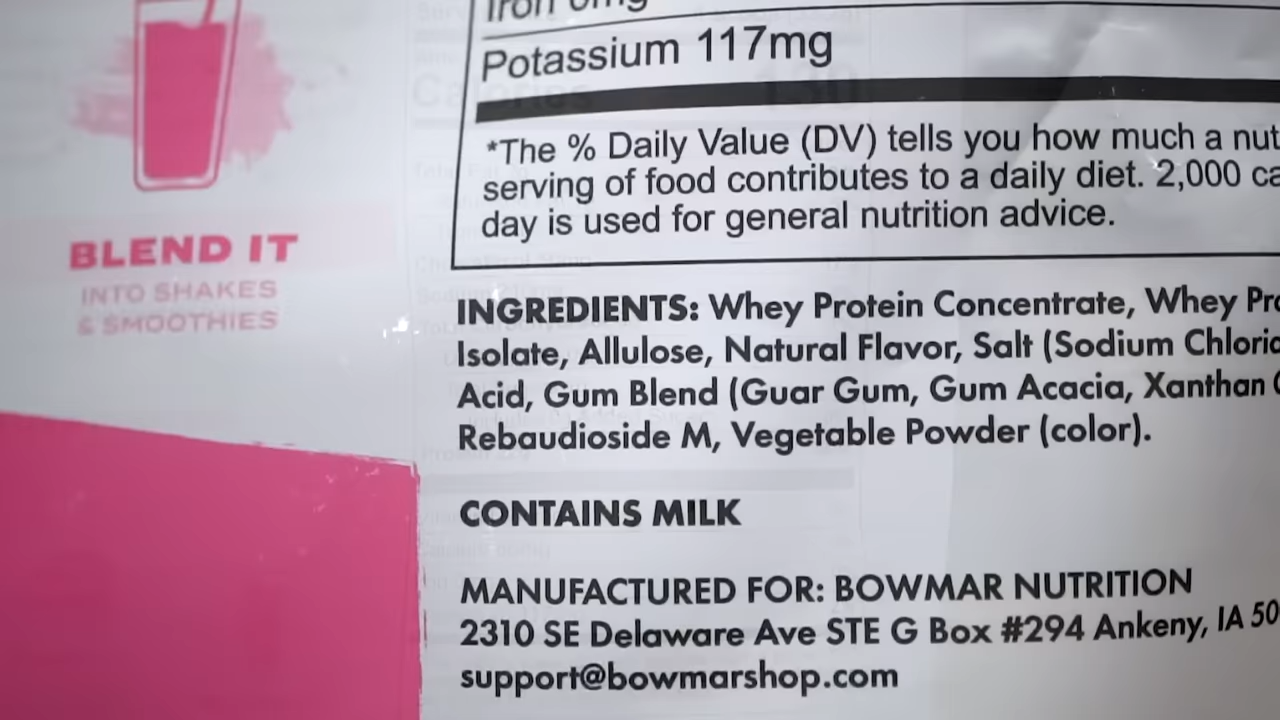 Potassium 117mg
*The % Daily Value (DV) tells you how much a nut
serving of food contributes to a daily diet. 2,000 ca
day is used for general nutrition advice.
BLEND IT
INTO SHAKES
& SMOOTHIES
INGREDIENTS: Whey Protein Concentrate, Whey Pro
Isolate, Allulose, Natural Flavor, Salt (Sodium Chlorid
Acid, Gum Blend (Guar Gum, Gum Acacia, Xanthan
Rebaudioside M, Vegetable Powder (color).
CONTAINS MILK
MANUFACTURED FOR: BOWMAR NUTRITION
2310 SE Delaware Ave STE G Box #294 Ankeny, IA 50
support@bowmarshop.com